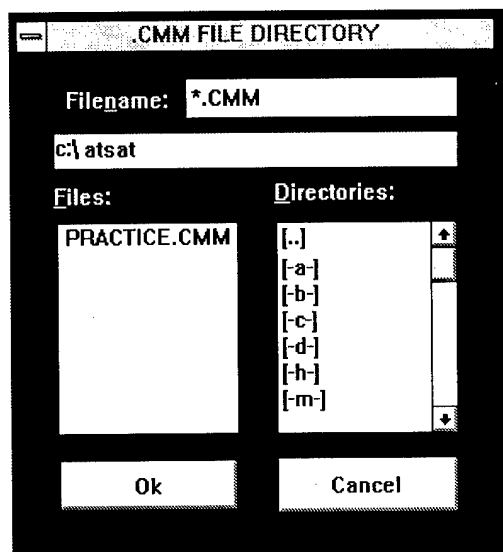 .CMM FILE DIRECTORY
Filename: *.CMM
c:\ atsat
Files:
PRACTICE.CMM
Directories:
[..]
[-a-]
[-b-]
[-c-]
[-d-]
[-h-]
[-m-]
Ok
Cancel